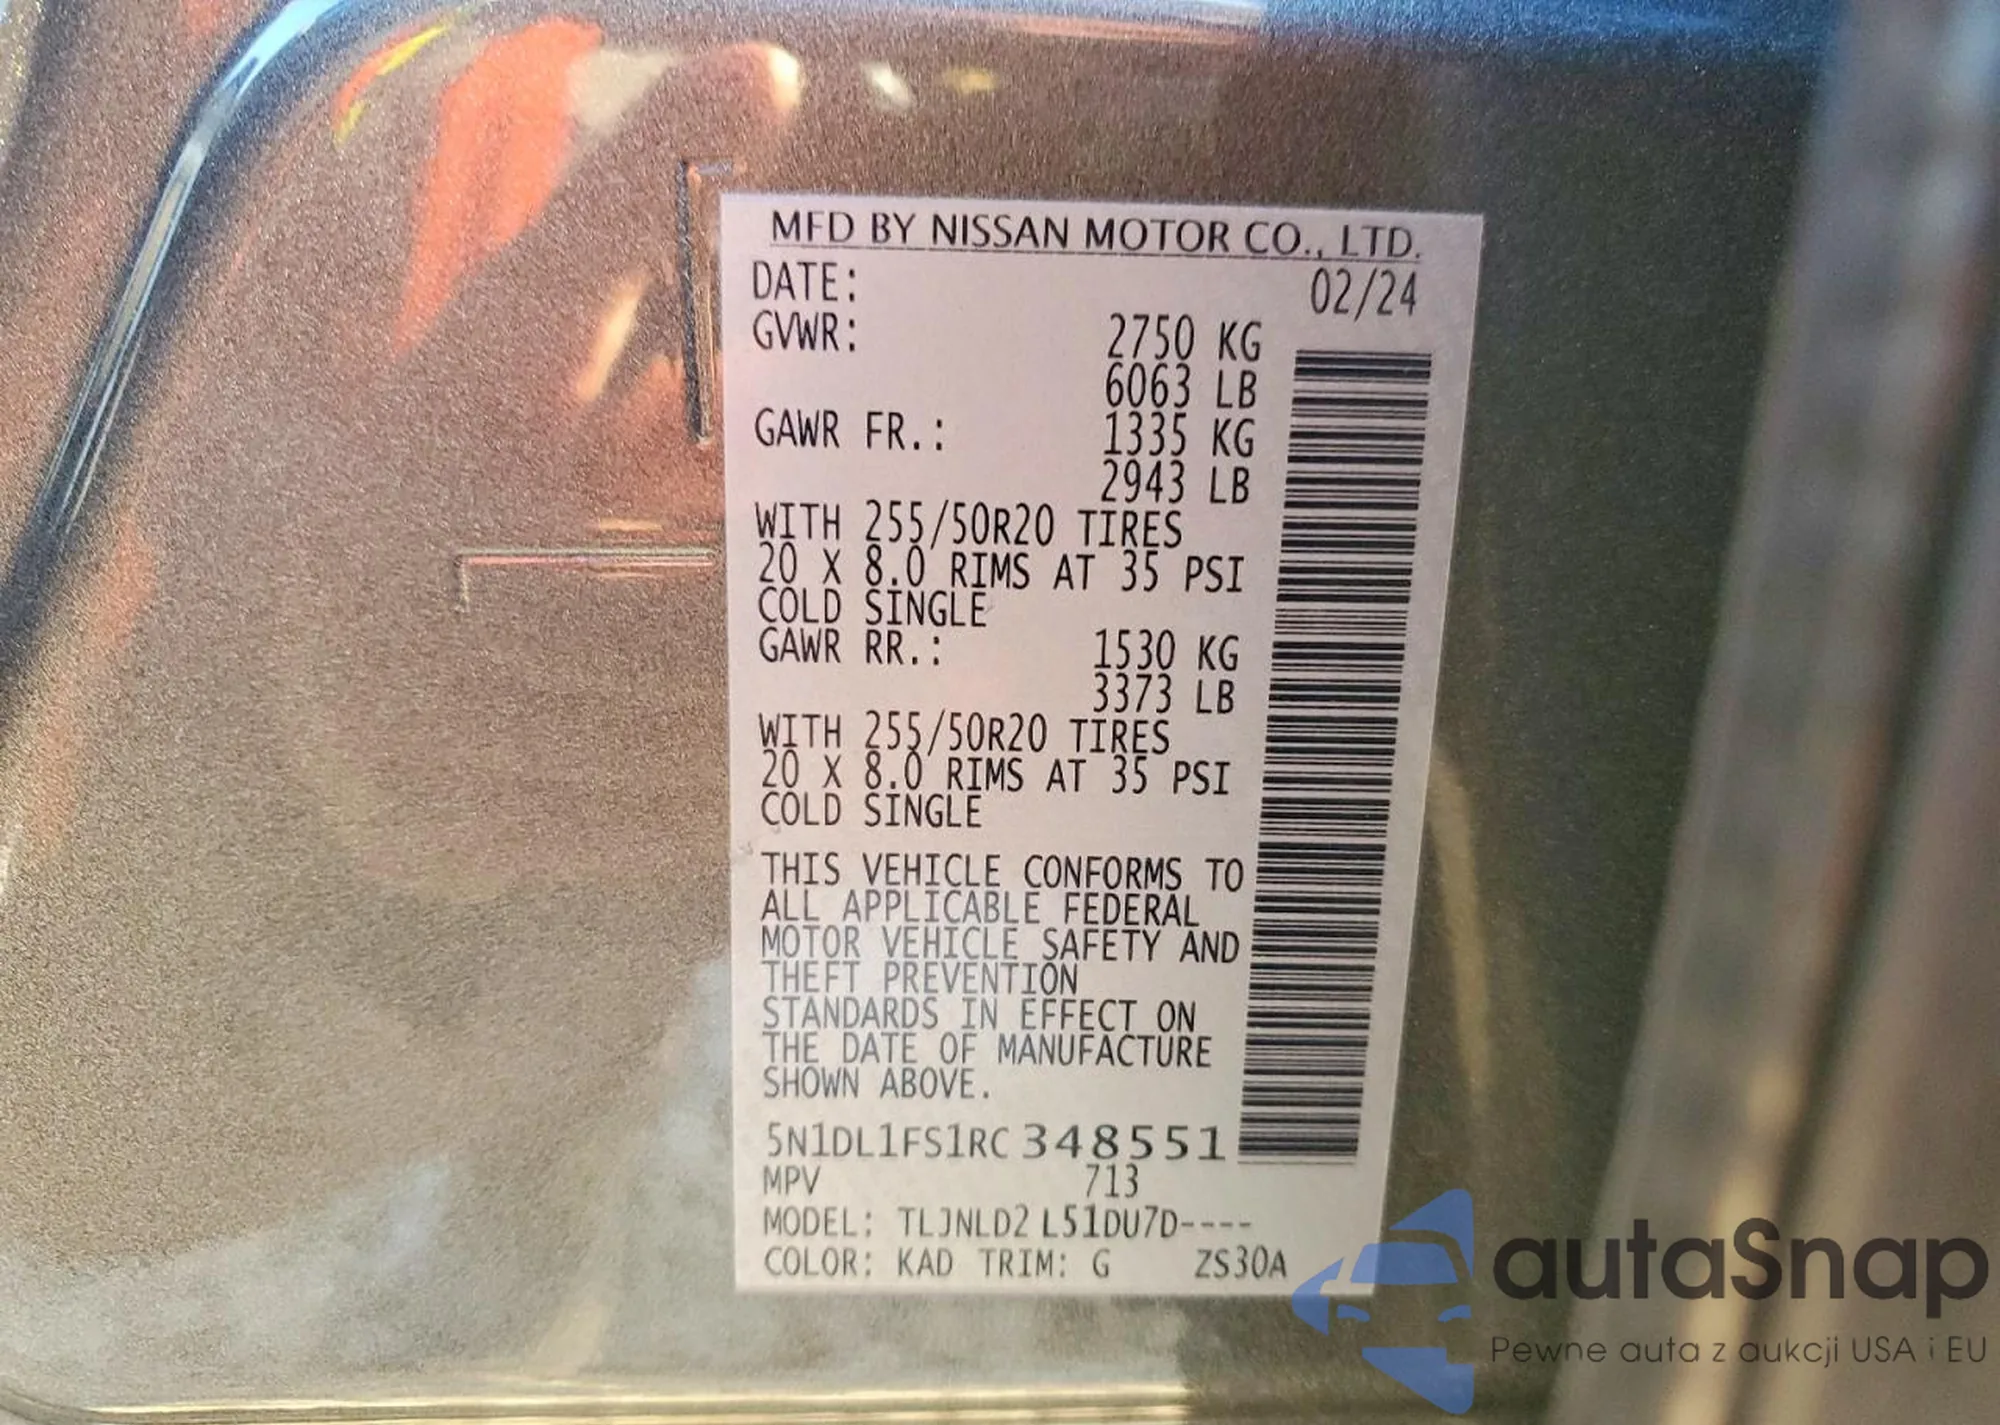 MFD BY NISSAN MOTOR CO., LTD.
DATE: 02/24
GVWR: 2750 KG
6063 LB
GAWR FR.: 1335 KG
2943 LB
WITH 255/50R20 TIRES
20 X 8.0 RIMS AT 35 PSI
COLD SINGLE
GAWR RR.: 1530 KG
3373 LB
WITH 255/50R20 TIRES
20 X 8.0 RIMS AT 35 PSI
COLD SINGLE
THIS VEHICLE CONFORMS TO
ALL APPLICABLE FEDERAL
MOTOR VEHICLE SAFETY AND
THEFT PREVENTION
STANDARDS IN EFFECT ON
THE DATE OF MANUFACTURE
SHOWN ABOVE.
5N1DL1FS1RC348551
MPV 713
MODEL: TLJNLD2 L51DU7D----
COLOR: KAD TRIM: G ZS30A
autaSnap
Pewne auta z aukcji USA i EU